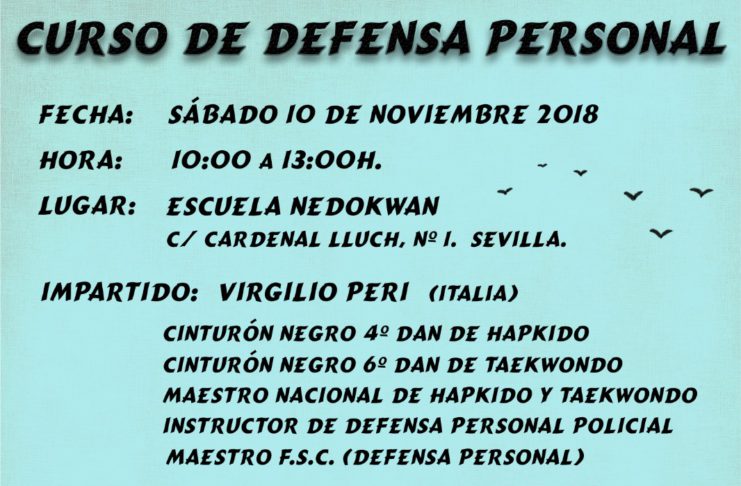 CURSO DE DEFENSA PERSONAL
FECHA: SÁBADO 10 DE NOVIEMBRE 2018
HORA: 10:00 A 13:00H.
LUGAR: ESCUELA NEDOKWAN
C/ CARDENAL LLUCH, Nº 1. SEVILLA.
IMPARTIDO: VIRGILIO PERI (ITALIA)
CINTURÓN NEGRO 4º DAN DE HAPKIDO
CINTURÓN NEGRO 6º DAN DE TAEKWONDO
MAESTRO NACIONAL DE HAPKIDO Y TAEKWONDO
INSTRUCTOR DE DEFENSA PERSONAL POLICIAL
MAESTRO F.S.C. (DEFENSA PERSONAL)